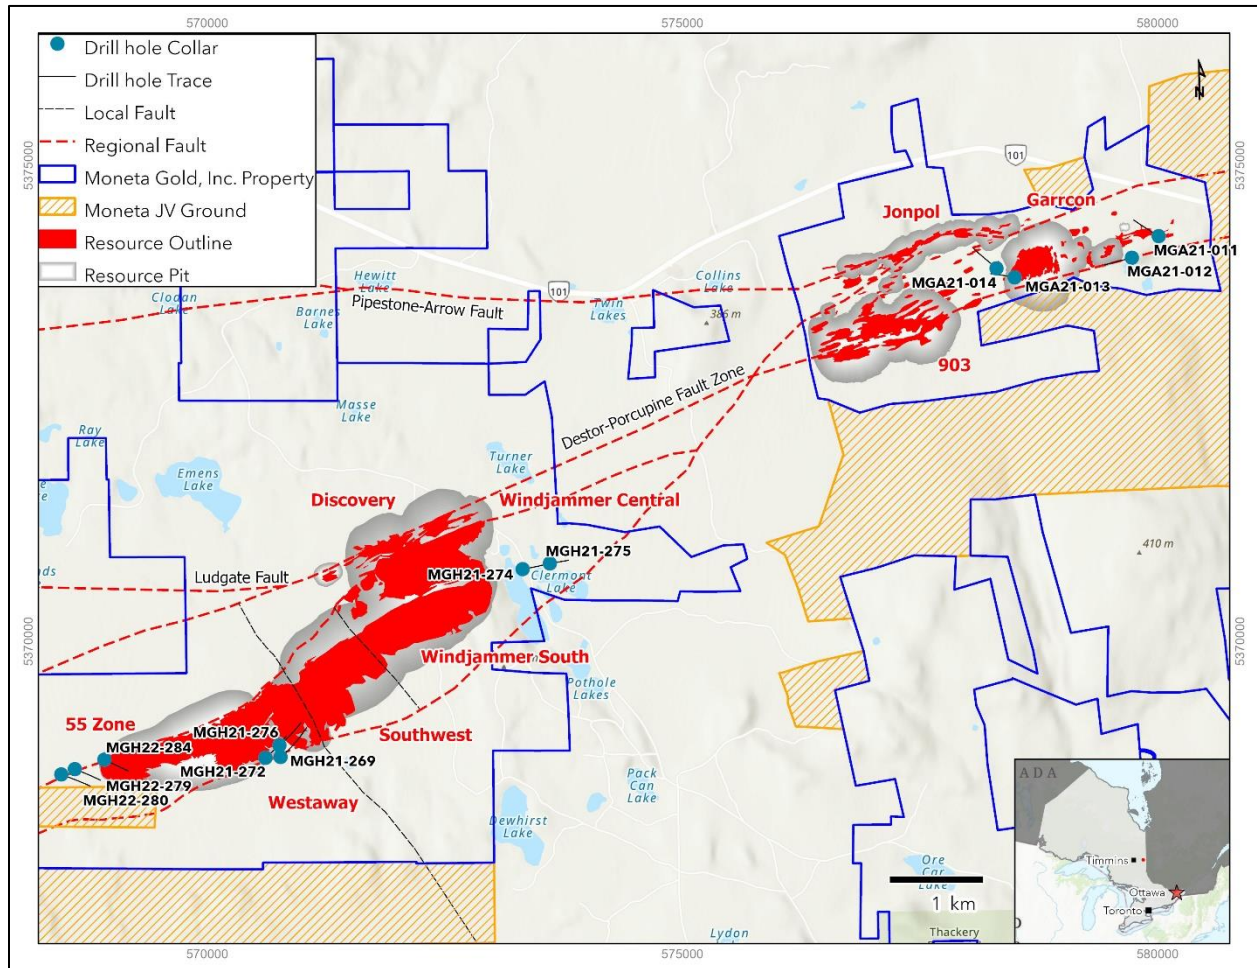 570000
575000
580000
Drill hole Collar
Drill hole Trace
Local Fault
Regional Fault
Moneta Gold, Inc. Property
Moneta JV Ground
Resource Outline
Resource Pit
5375000
5375000
N
101
Jonpol
Garrcon
MGA21-011
MGA21-012
MGA21-014
MGA21-013
903
Hewitt
Lake
Clodan
Lake
Barnes
Lake
Pipestone-Arrow Fault
101
Twin
Lakes
Collins
Lake
386 m
Masse
Lake
Destor-Porcupine Fault Zone
Ray
Lake
Emens
Lake
Turner
Lake
Discovery
Windjammer Central
410 m
MGH21-275
MGH21-274
Clermont
Lake
nds
Ludgate Fault
5370000
5370000
Windjammer South
Pothole
Lakes
55 Zone
MGH21-276
Southwest
MGH22-284
MGH21-272
MGH21-269
MGH22-279
MGH22-280
Westaway
Pack
Can
Lake
Dewhirst
Lake
Ore
Car
Lake
1 km
Thackery
Lydon
ADA
Timmins
Ottawa
Toronto
D
570000
575000
580000